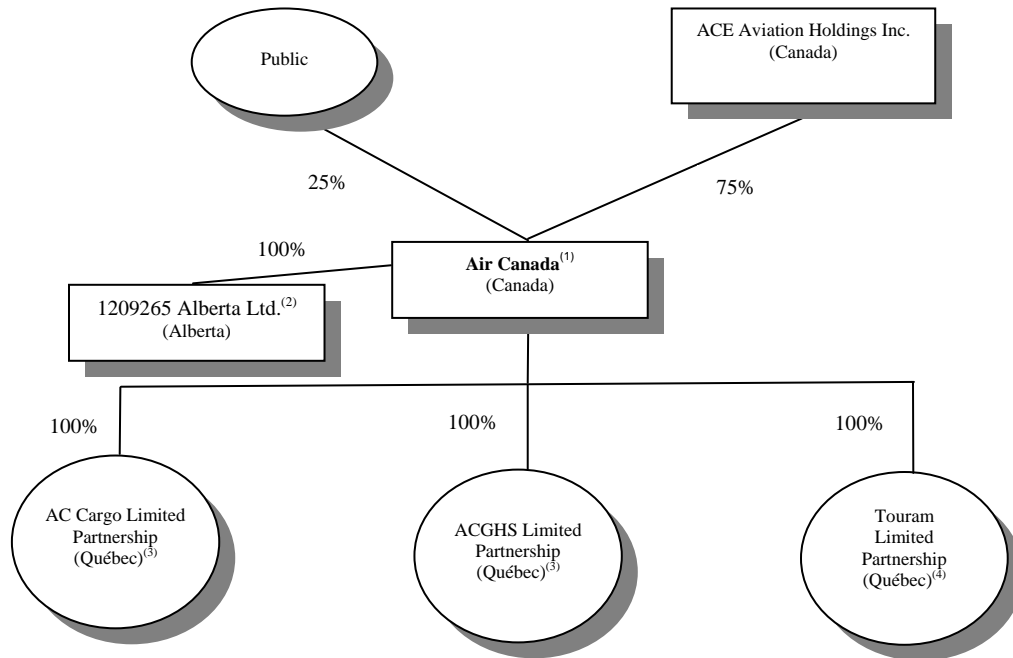 Public
ACE Aviation Holdings Inc.
(Canada)
25%
75%
100%
Air Canada(1)
(Canada)
1209265 Alberta Ltd.(2)
(Alberta)
100%
100%
100%
AC Cargo Limited
Partnership
(Québec)(3)
ACGHS Limited
Partnership
(Québec)(3)
Touram
Limited
Partnership
(Québec)(4)